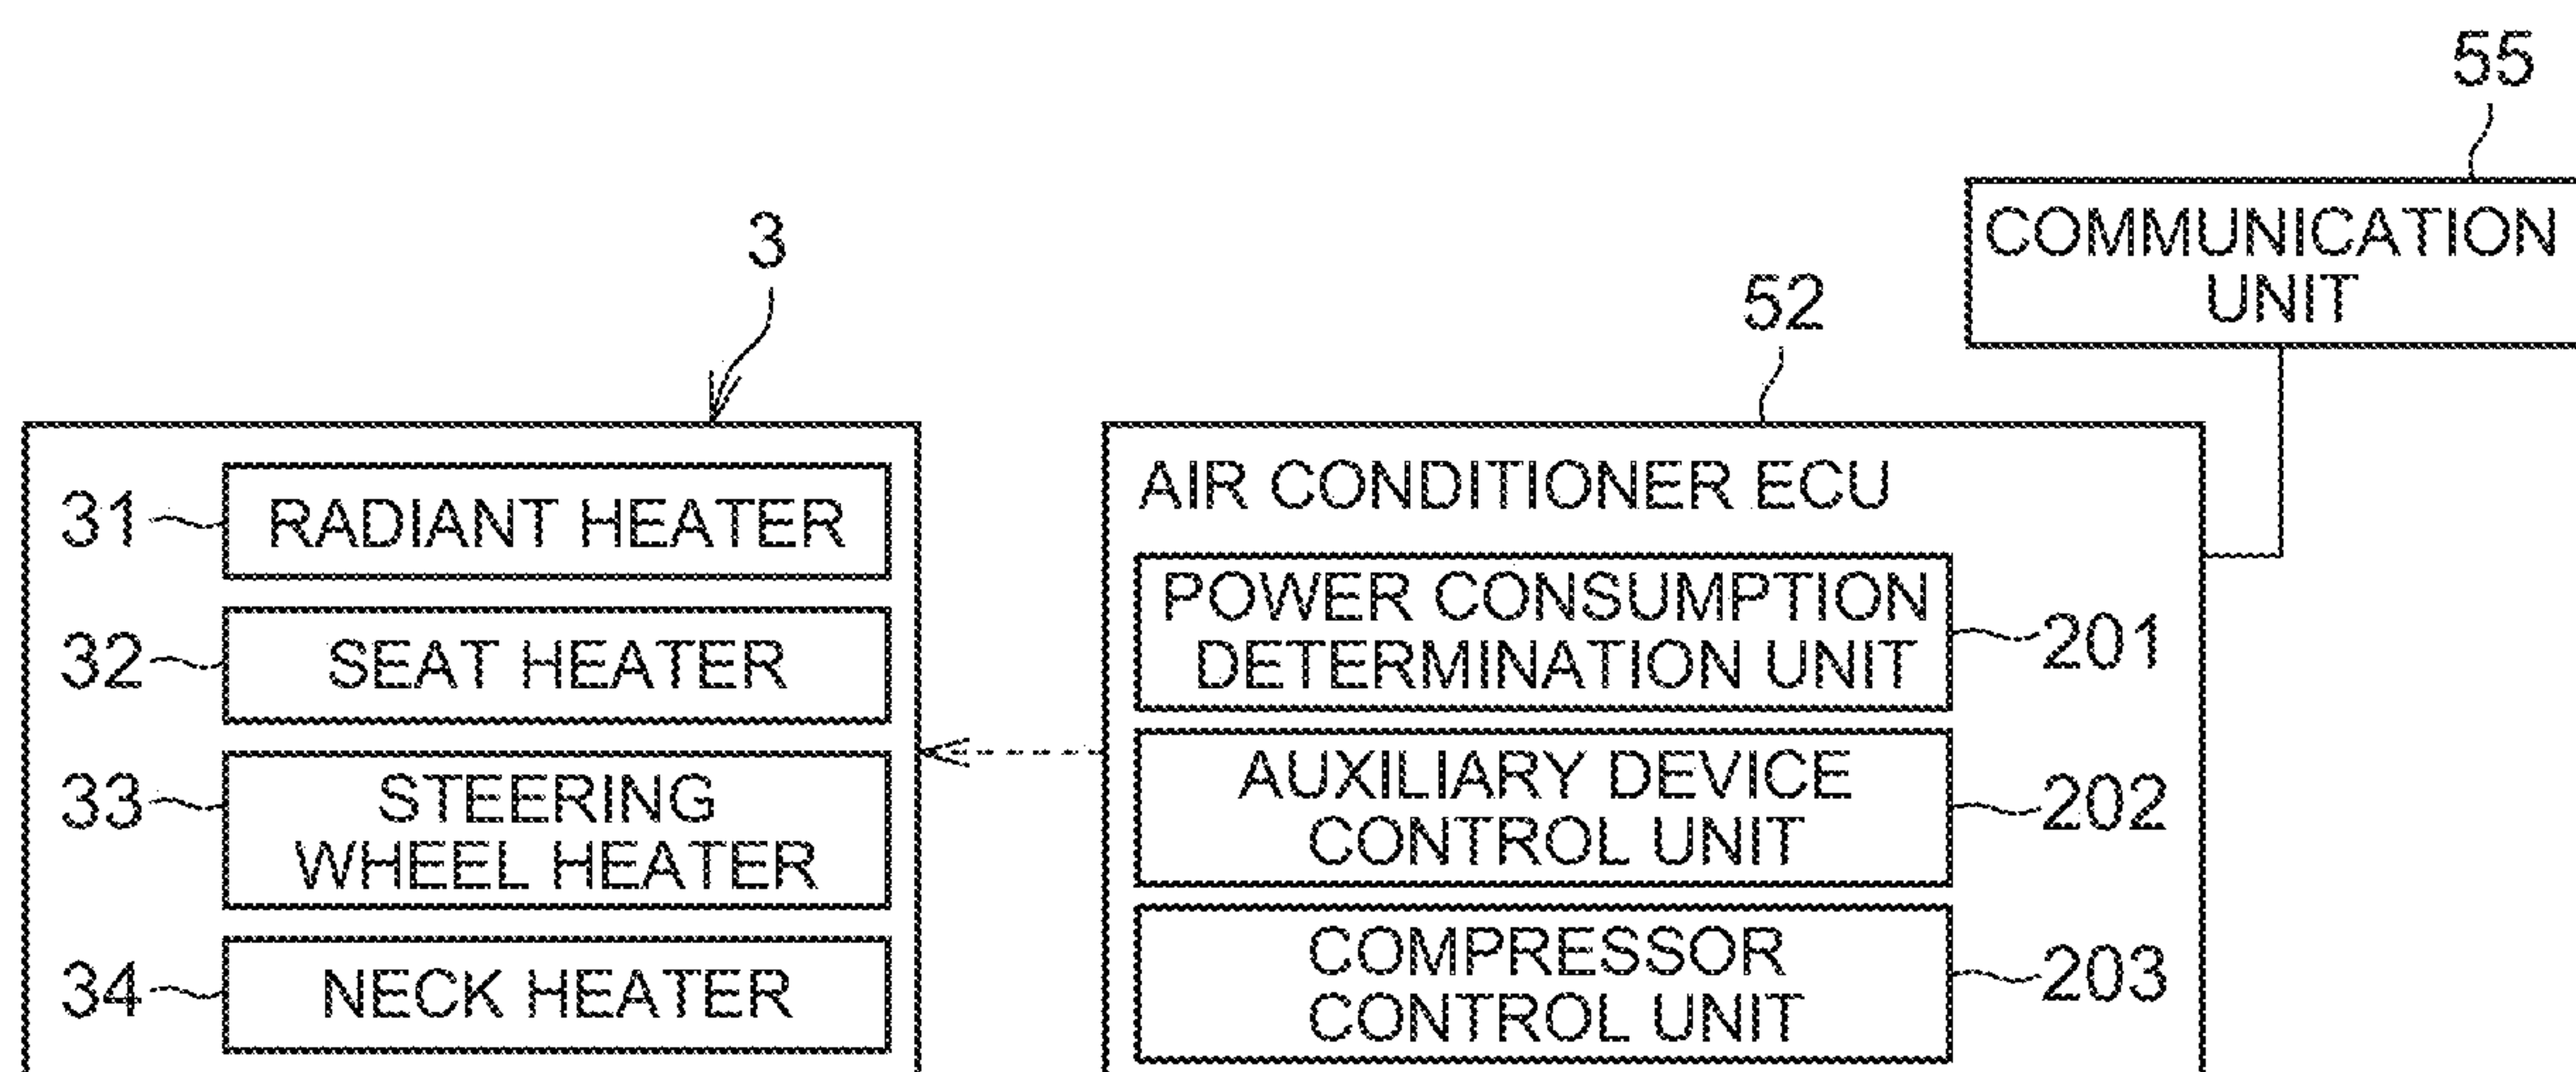 55
COMMUNICATION
UNIT
3
52
31
RADIANT HEATER
32
SEAT HEATER
33
STEERING
WHEEL HEATER
34
NECK HEATER
AIR CONDITIONER ECU
POWER CONSUMPTION
DETERMINATION UNIT
201
AUXILIARY DEVICE
CONTROL UNIT
202
COMPRESSOR
CONTROL UNIT
203